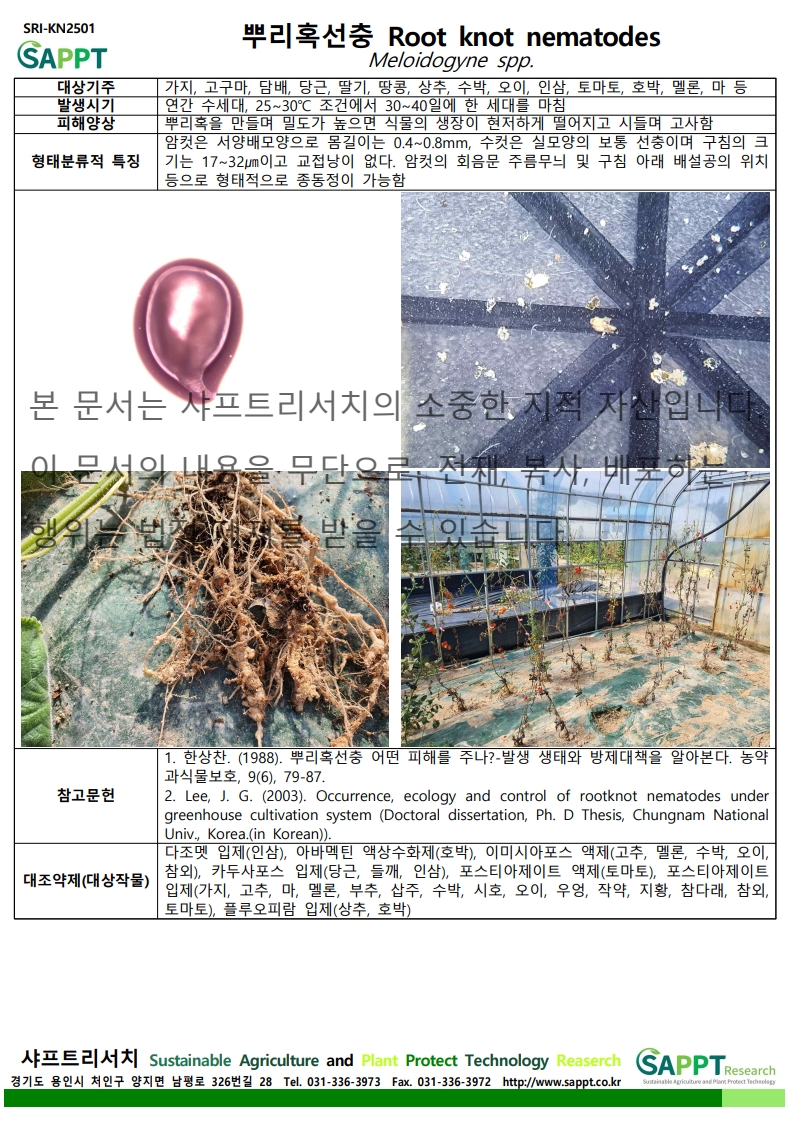 SRI-KN2501
SAPPT
뿌리혹선충 Root knot nematodes
Meloidogyne spp.
대상기주 가지, 고구마, 담배, 당근, 딸기, 땅콩, 상추, 수박, 오이, 인삼, 토마토, 호박, 멜론, 마 등
발생시기 연간 수세대, 25~30℃ 조건에서 30~40일에 한 세대를 마침
피해양상 뿌리혹을 만들며 밀도가 높으면 식물의 생장이 현저하게 떨어지고 시들며 고사함
형태분류적 특징
암컷은 서양배모양으로 몸길이는 0.4~0.8mm, 수컷은 실모양의 보통 선충이며 구침의 크
기는 17~32㎛이고 교접낭이 없다. 암컷의 회음문 주름무늬 및 구침 아래 배설공의 위치
등으로 형태적으로 종동정이 가능함
본 문서는 샤프트리서치의 소중한 지적 자산입니다.
이 문서의 내용을 무단으로 전재, 복사, 배포하는
행위는 법적 제재를 받을 수 있습니다.
참고문헌
1. 한상찬. (1988). 뿌리혹선충 어떤 피해를 주나?-발생 생태와 방제대책을 알아본다. 농약
과식물보호, 9(6), 79-87.
2. Lee, J. G. (2003). Occurrence, ecology and control of rootknot nematodes under
greenhouse cultivation system (Doctoral dissertation, Ph. D Thesis, Chungnam National
Univ., Korea.(in Korean)).
대조약제(대상작물)
다조멧 입제(인삼), 아바멕틴 액상수화제(호박), 이미시아포스 액제(고추, 멜론, 수박, 오이,
참외), 카두사포스 입제(당근, 들깨, 인삼), 포스티아제이트 액제(토마토), 포스티아제이트
입제(가지, 고추, 마, 멜론, 부추, 삽주, 수박, 시호, 오이, 우엉, 작약, 지황, 참다래, 참외,
토마토), 플루오피람 입제(상추, 호박)
샤프트리서치 Sustainable Agriculture and Plant Protect Technology Reaserch
경기도 용인시 처인구 양지면 남평로 326번길 28 Tel. 031-336-3973 Fax. 031-336-3972 http://www.sappt.co.kr
SAPPT Research
Sustainable Agriculture and Plant Protect Technology